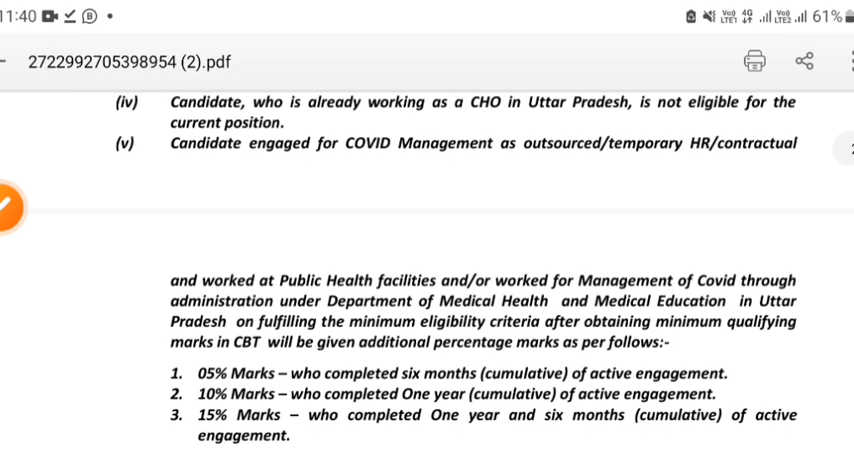 11:40 B •
Vo)) LTE1 4G Vo)) LTE2 61%
2722992705398954 (2).pdf
(iv) Candidate, who is already working as a CHO in Uttar Pradesh, is not eligible for the
current position.
(v) Candidate engaged for COVID Management as outsourced/temporary HR/contractual
and worked at Public Health facilities and/or worked for Management of Covid through
administration under Department of Medical Health and Medical Education in Uttar
Pradesh on fulfilling the minimum eligibility criteria after obtaining minimum qualifying
marks in CBT will be given additional percentage marks as per follows:-
1. 05% Marks – who completed six months (cumulative) of active engagement.
2. 10% Marks – who completed One year (cumulative) of active engagement.
3. 15% Marks – who completed One year and six months (cumulative) of active
engagement.